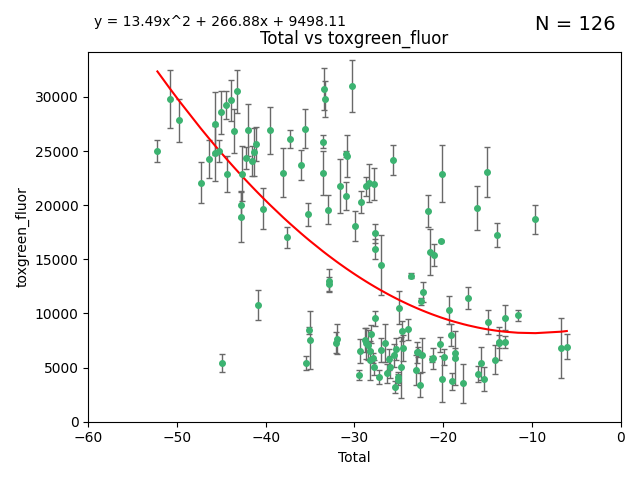 y = 13.49x^2 + 266.88x + 9498.11
N = 126
Total vs toxgreen_fluor
toxgreen_fluor
30000
25000
20000
15000
10000
5000
0
−60
−50
−40
−30
−20
−10
0
Total